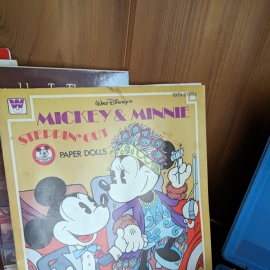 Walt Disney's
MICKEY & MINNIE
STEPPIN' OUT
PAPER DOLLS